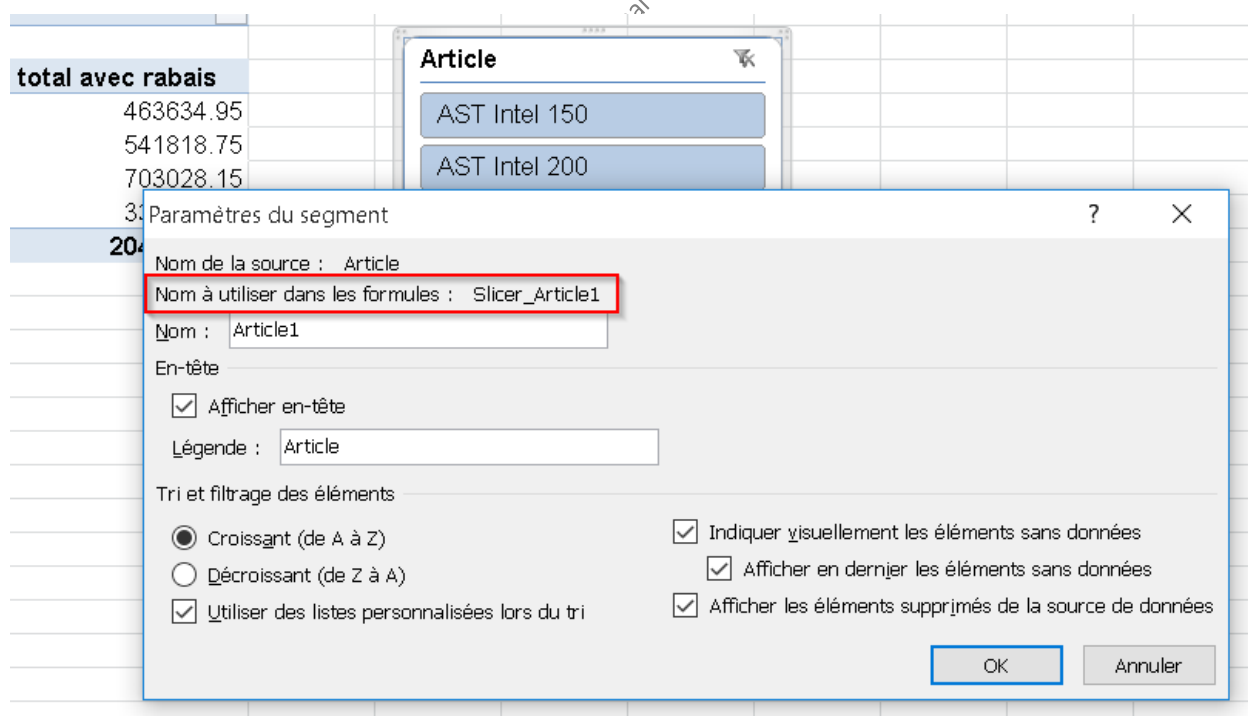 Article
total avec rabais
463634.95
AST Intel 150
541818.75
AST Intel 200
703028.15
Paramètres du segment ?
204
Nom de la source : Article
Nom à utiliser dans les formules : Slicer_Article1
Nom : Article1
En-tête
Afficher en-tête
Légende : Article
Tri et filtrage des éléments
Croissant (de A à Z)
Indiquer visuellement les éléments sans données
Décroissant (de Z à A)
Afficher en dernier les éléments sans données
Utiliser des listes personnalisées lors du tri
Afficher les éléments supprimés de la source de données
OK
Annuler